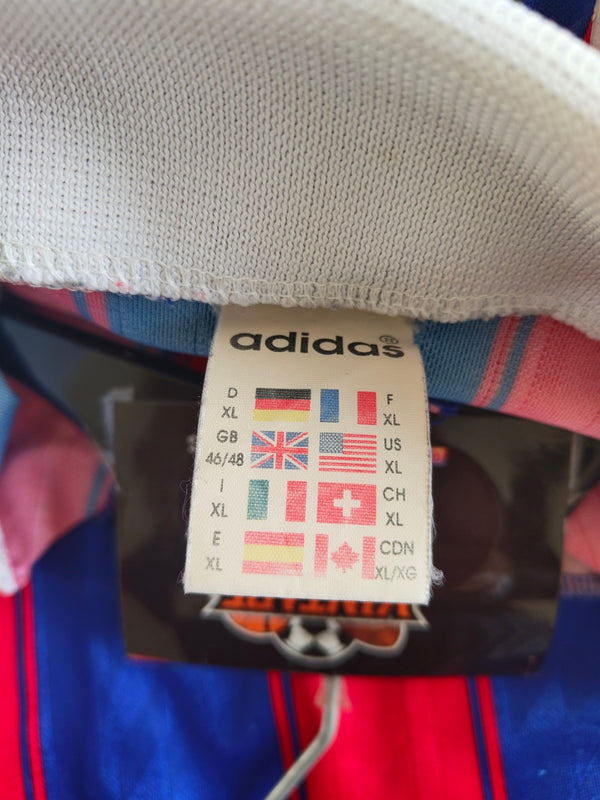 adidas®
D XL F XL
GB 46/48 US XL
I XL CH XL
E XL CDN XL/XG